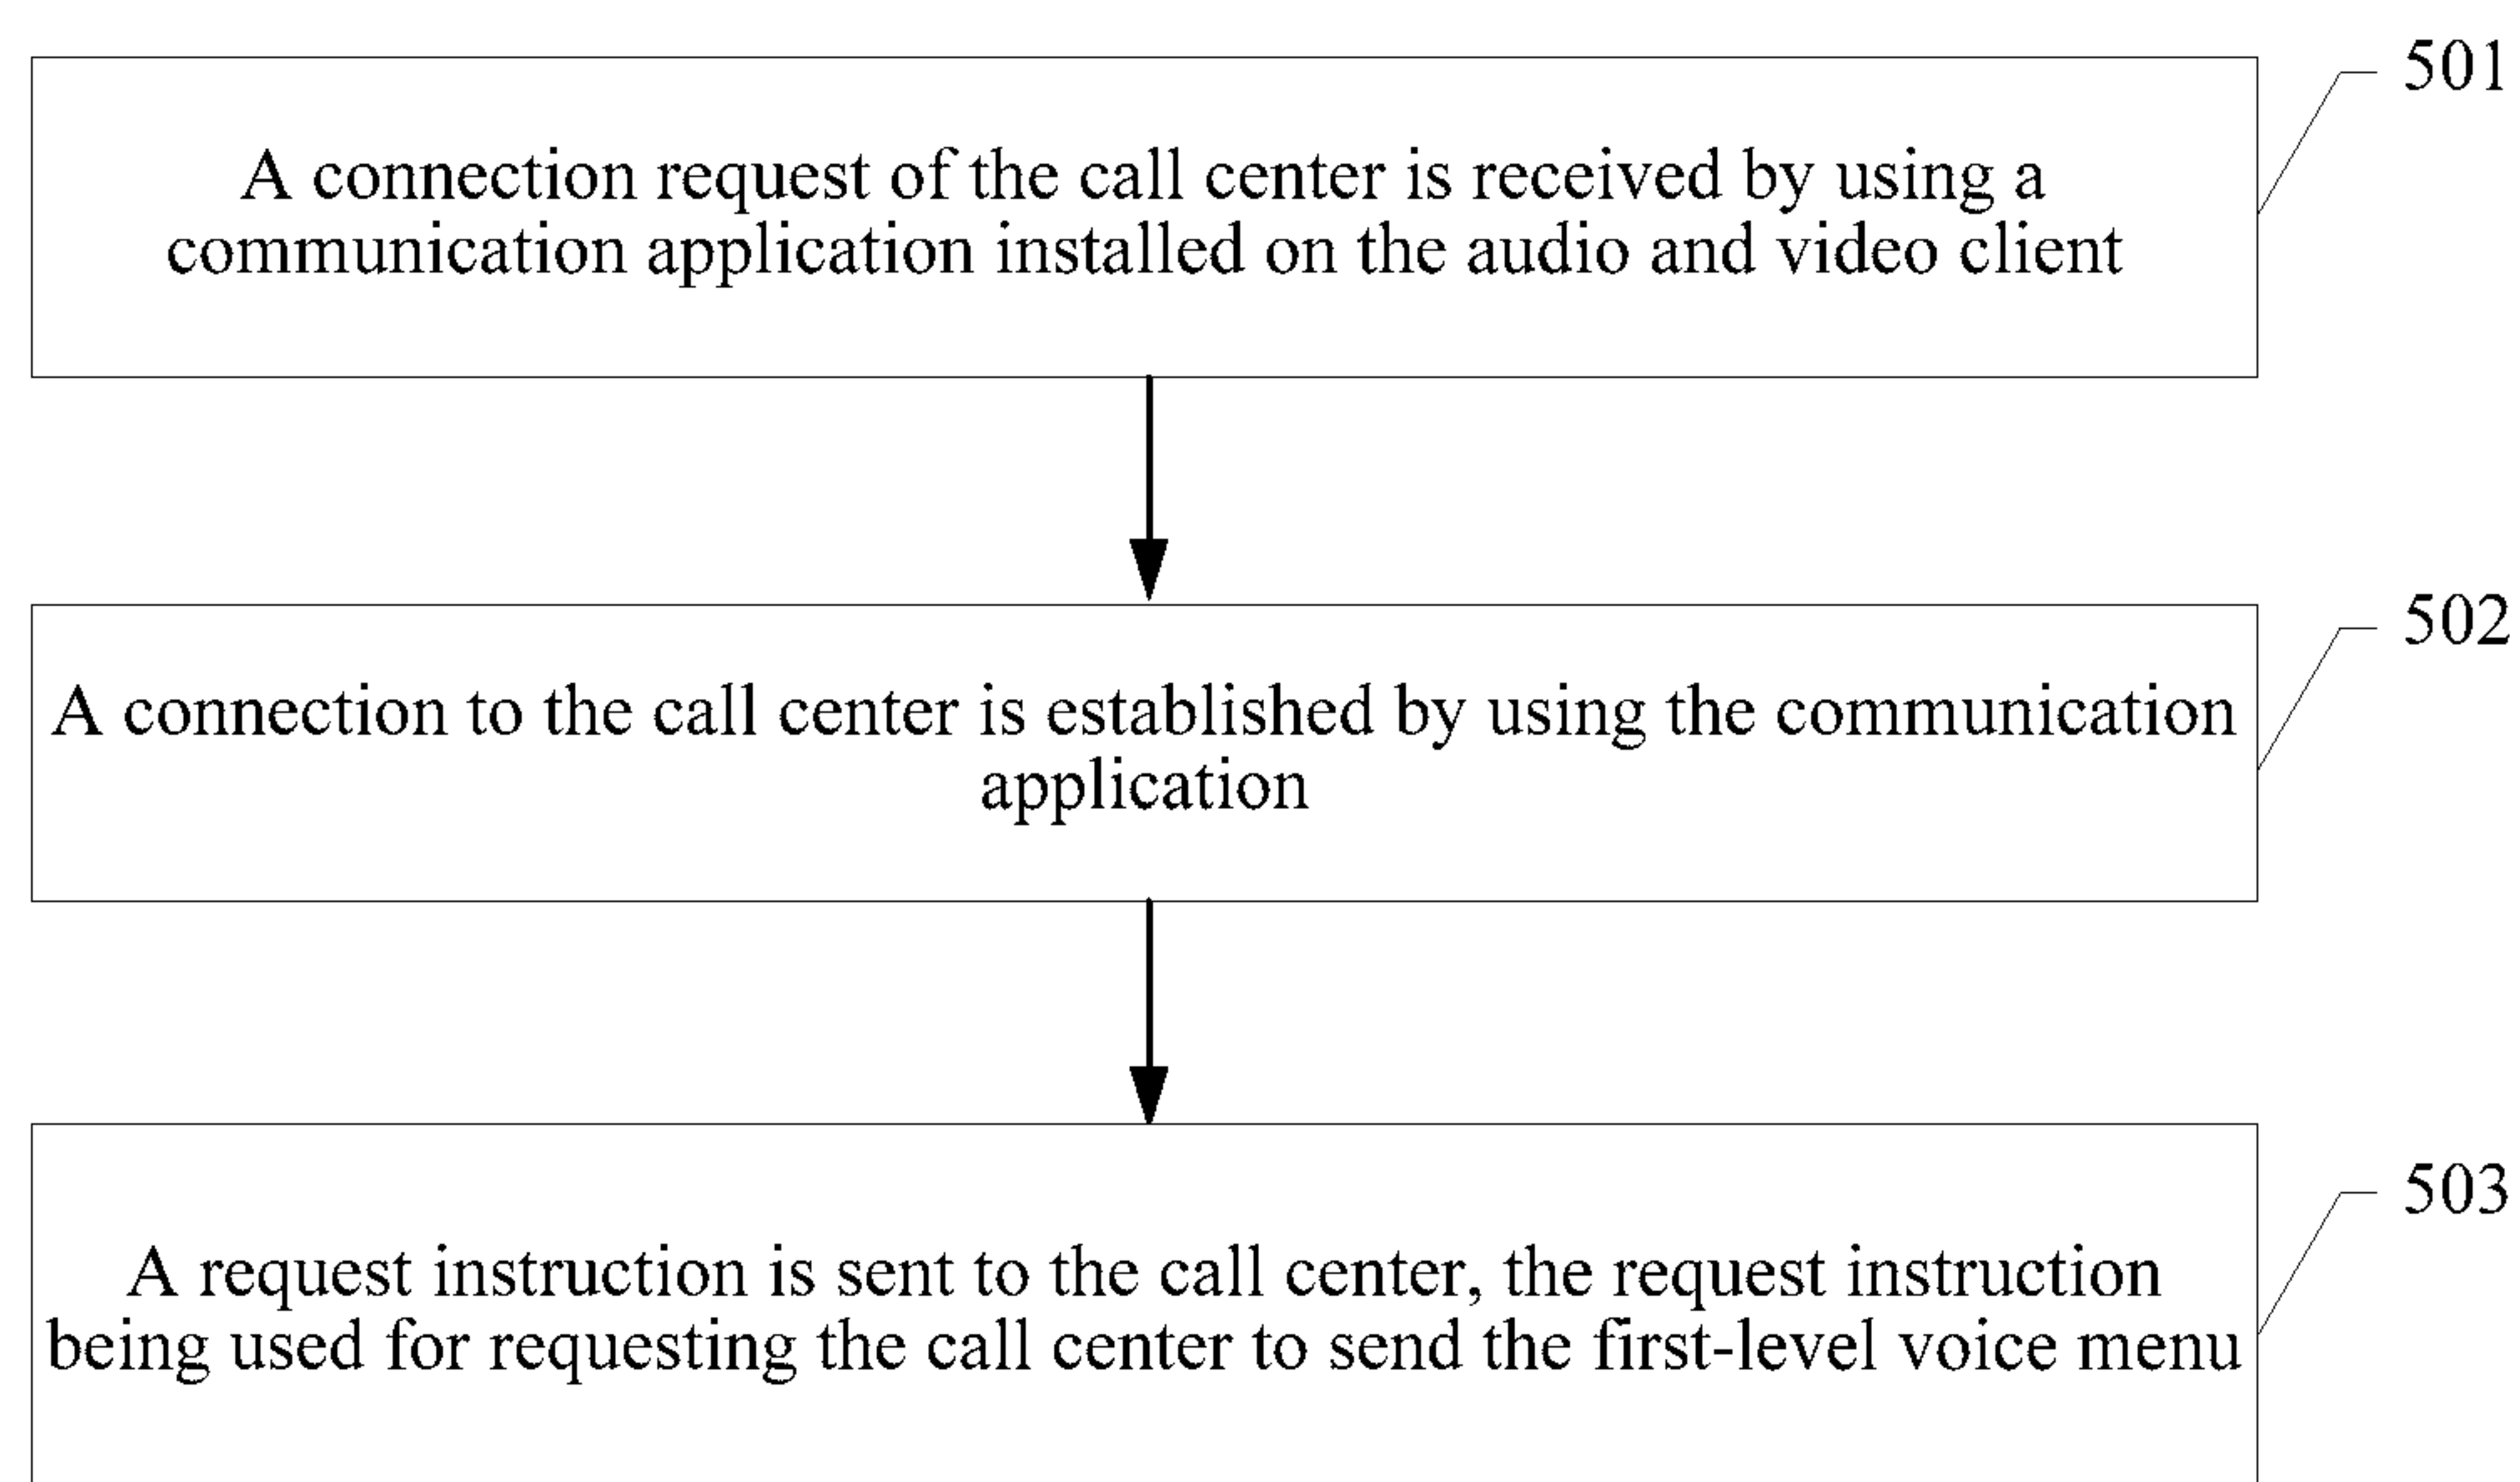 501
A connection request of the call center is received by using a
communication application installed on the audio and video client
502
A connection to the call center is established by using the communication
application
503
A request instruction is sent to the call center, the request instruction
being used for requesting the call center to send the first-level voice menu